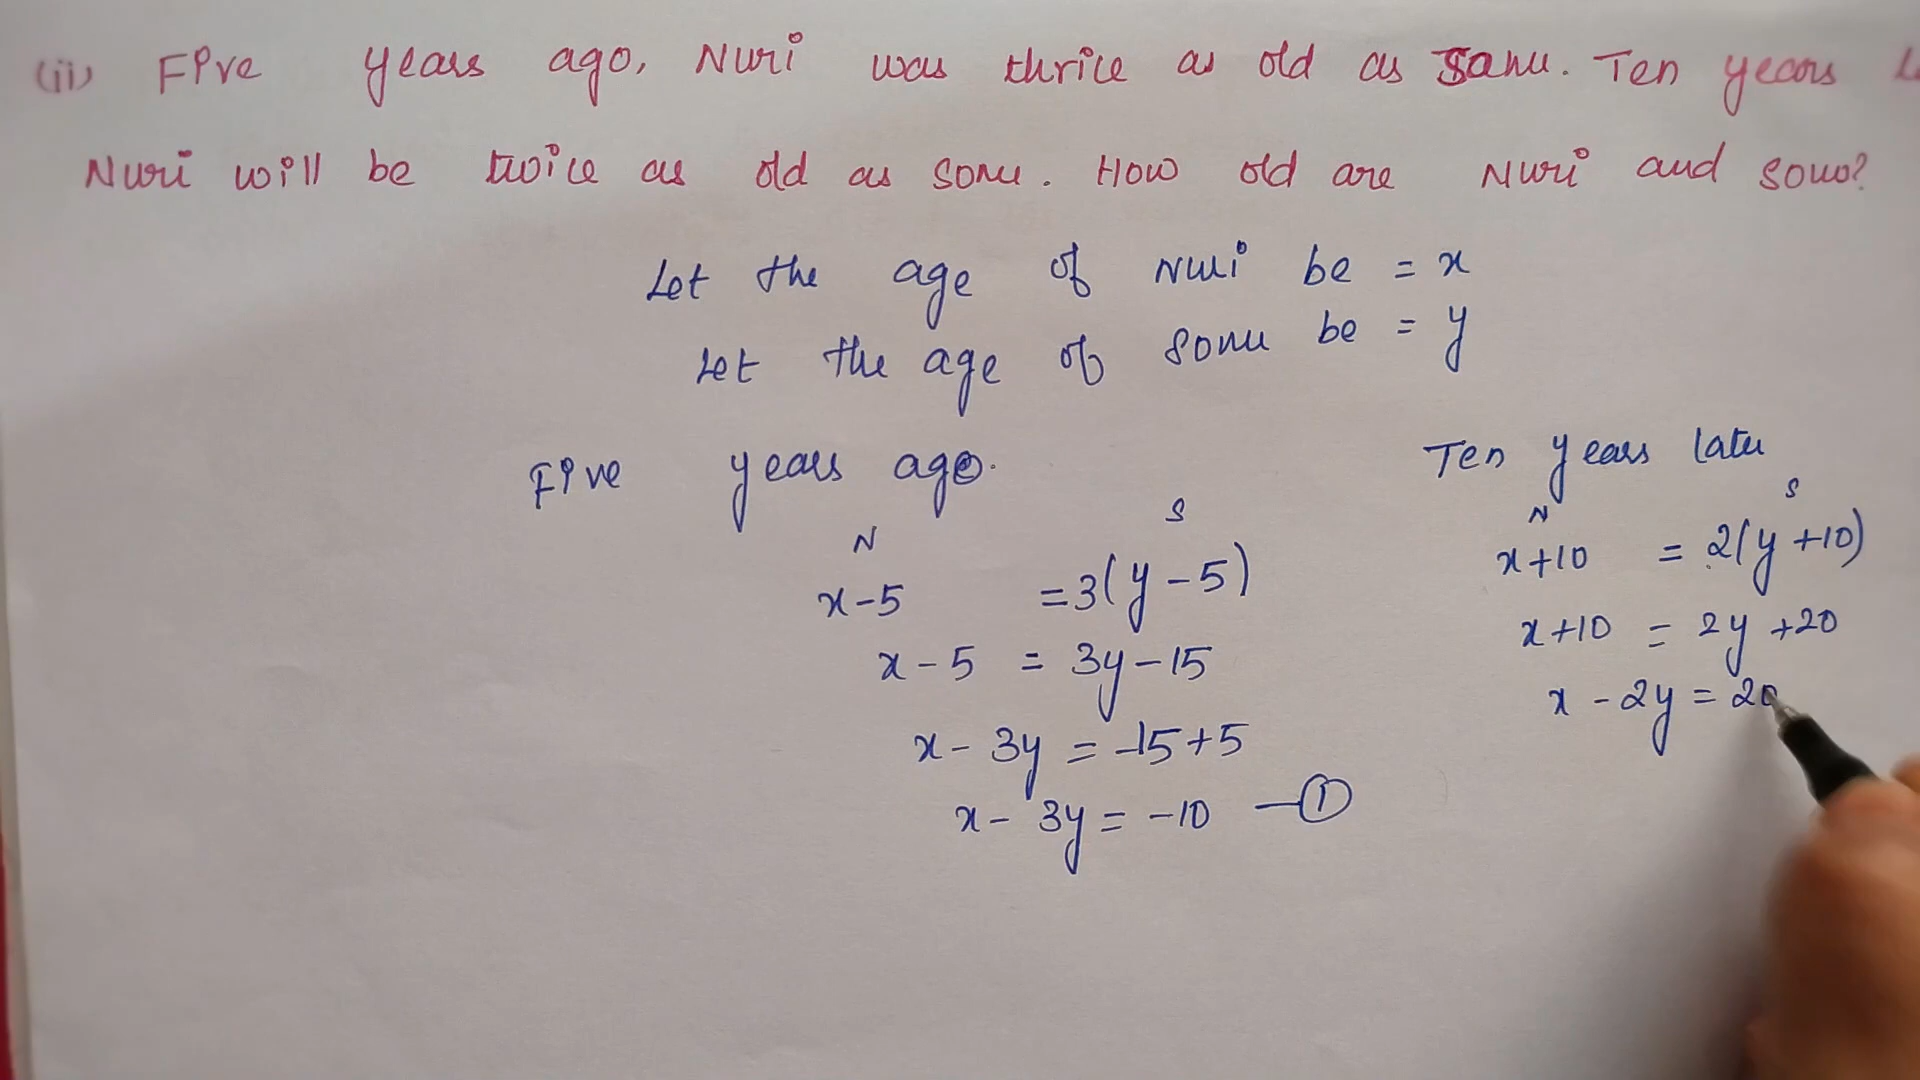 (ii) Five years ago, Nuri was thrice as old as Sonu. Ten years
Nuri will be twice as old as sonu. How old are Nuri and sonu?
Let the age of Nuri be = x
Let the age of sonu be = y
Five years ago.
N S
x-5 =3(y-5)
x-5 = 3y-15
x-3y = -15+5
x-3y = -10 —①
Ten years later
N S
x+10 = 2(y+10)
x+10 = 2y+20
x-2y = 20